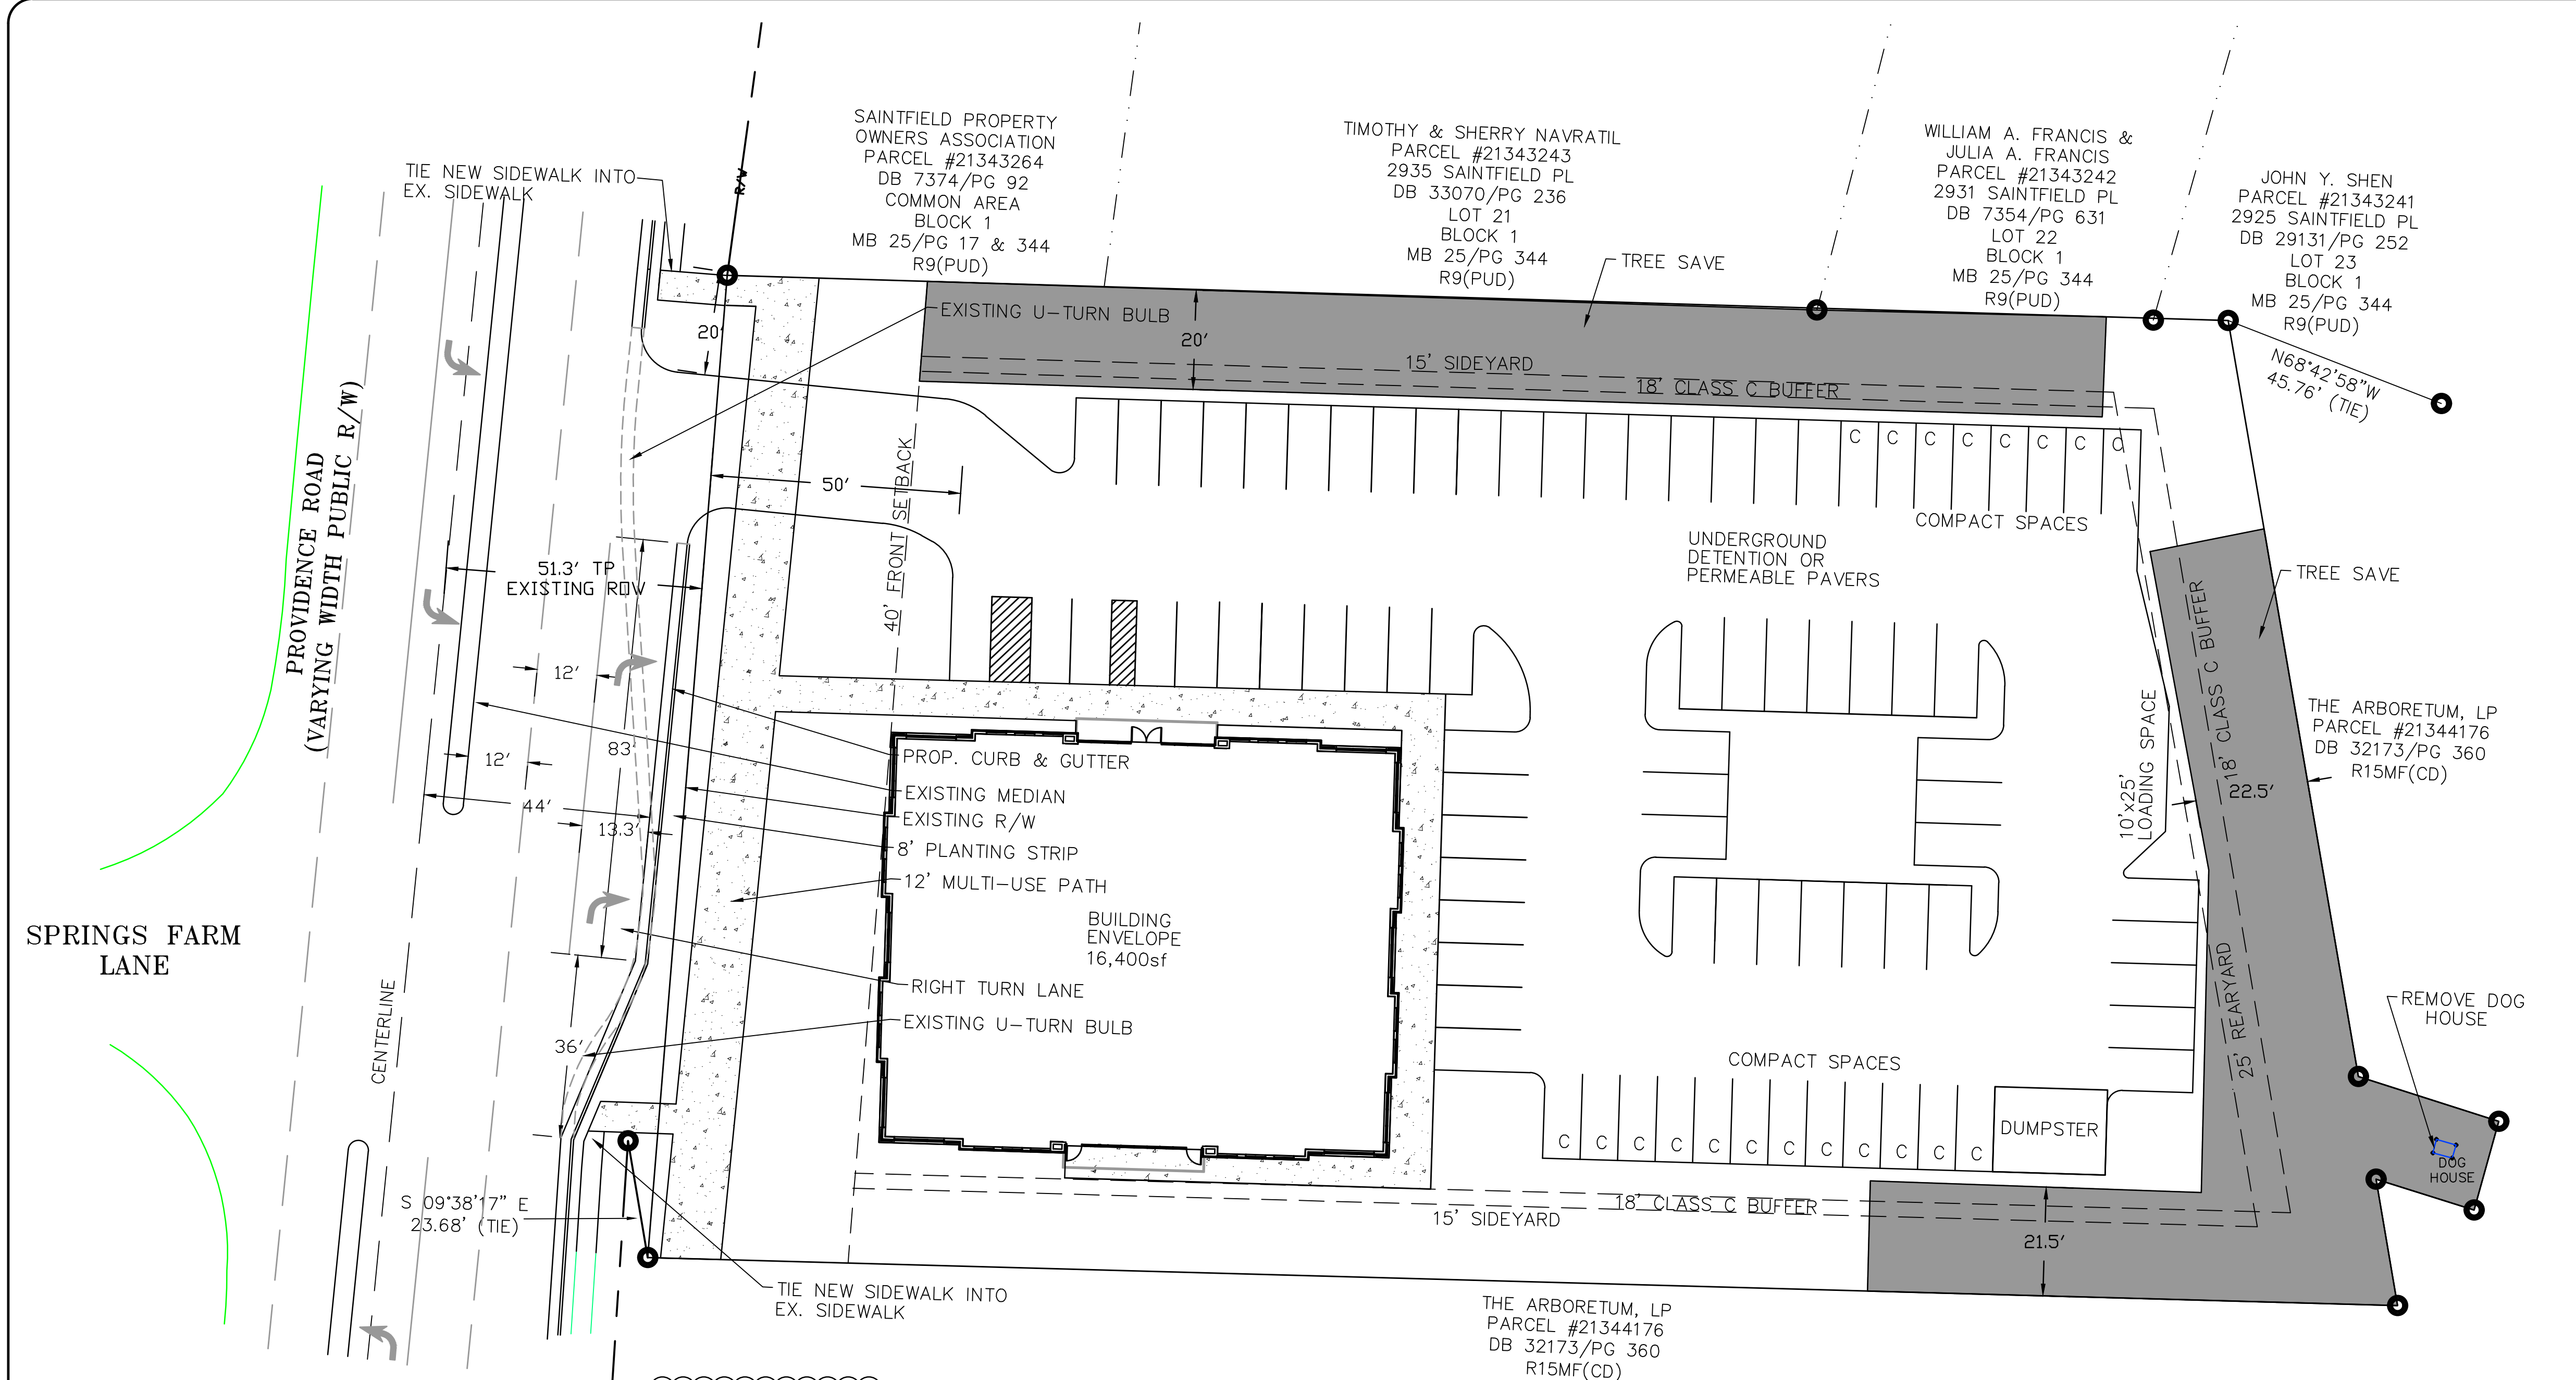 SAINTFIELD PROPERTY
OWNERS ASSOCIATION
PARCEL #21343264
DB 7374/PG 92
COMMON AREA
BLOCK 1
MB 25/PG 17 & 344
R9(PUD)
TIMOTHY & SHERRY NAVRATIL
PARCEL #21343243
2935 SAINTFIELD PL
DB 33070/PG 236
LOT 21
BLOCK 1
MB 25/PG 344
R9(PUD)
WILLIAM A. FRANCIS &
JULIA A. FRANCIS
PARCEL #21343242
2931 SAINTFIELD PL
DB 7354/PG 631
LOT 22
BLOCK 1
MB 25/PG 344
R9(PUD)
JOHN Y. SHEN
PARCEL #21343241
2925 SAINTFIELD PL
DB 29131/PG 252
LOT 23
BLOCK 1
MB 25/PG 344
R9(PUD)
TIE NEW SIDEWALK INTO
EX. SIDEWALK
R/W
TREE SAVE
EXISTING U-TURN BULB
20'
20'
15' SIDEYARD
18' CLASS C BUFFER
N68°42'58"W
45.76' (TIE)
PROVIDENCE ROAD
(VARYING WIDTH PUBLIC R/W)
C C C C C C C C
50'
40' FRONT SETBACK
COMPACT SPACES
UNDERGROUND
DETENTION OR
PERMEABLE PAVERS
51.3' TP
EXISTING ROW
18' CLASS C BUFFER
TREE SAVE
12'
12'
83'
44'
13.3'
PROP. CURB & GUTTER
EXISTING MEDIAN
EXISTING R/W
8' PLANTING STRIP
12' MULTI-USE PATH
RIGHT TURN LANE
EXISTING U-TURN BULB
BUILDING
ENVELOPE
16,400sf
10'x25'
LOADING SPACE
22.5'
THE ARBORETUM, LP
PARCEL #21344176
DB 32173/PG 360
R15MF(CD)
SPRINGS FARM
LANE
CENTERLINE
36'
25' REARYARD
REMOVE DOG
HOUSE
COMPACT SPACES
C C C C C C C C C C C C
DUMPSTER
DOG
HOUSE
S 09°38'17" E
23.68' (TIE)
15' SIDEYARD
18' CLASS C BUFFER
21.5'
TIE NEW SIDEWALK INTO
EX. SIDEWALK
THE ARBORETUM, LP
PARCEL #21344176
DB 32173/PG 360
R15MF(CD)